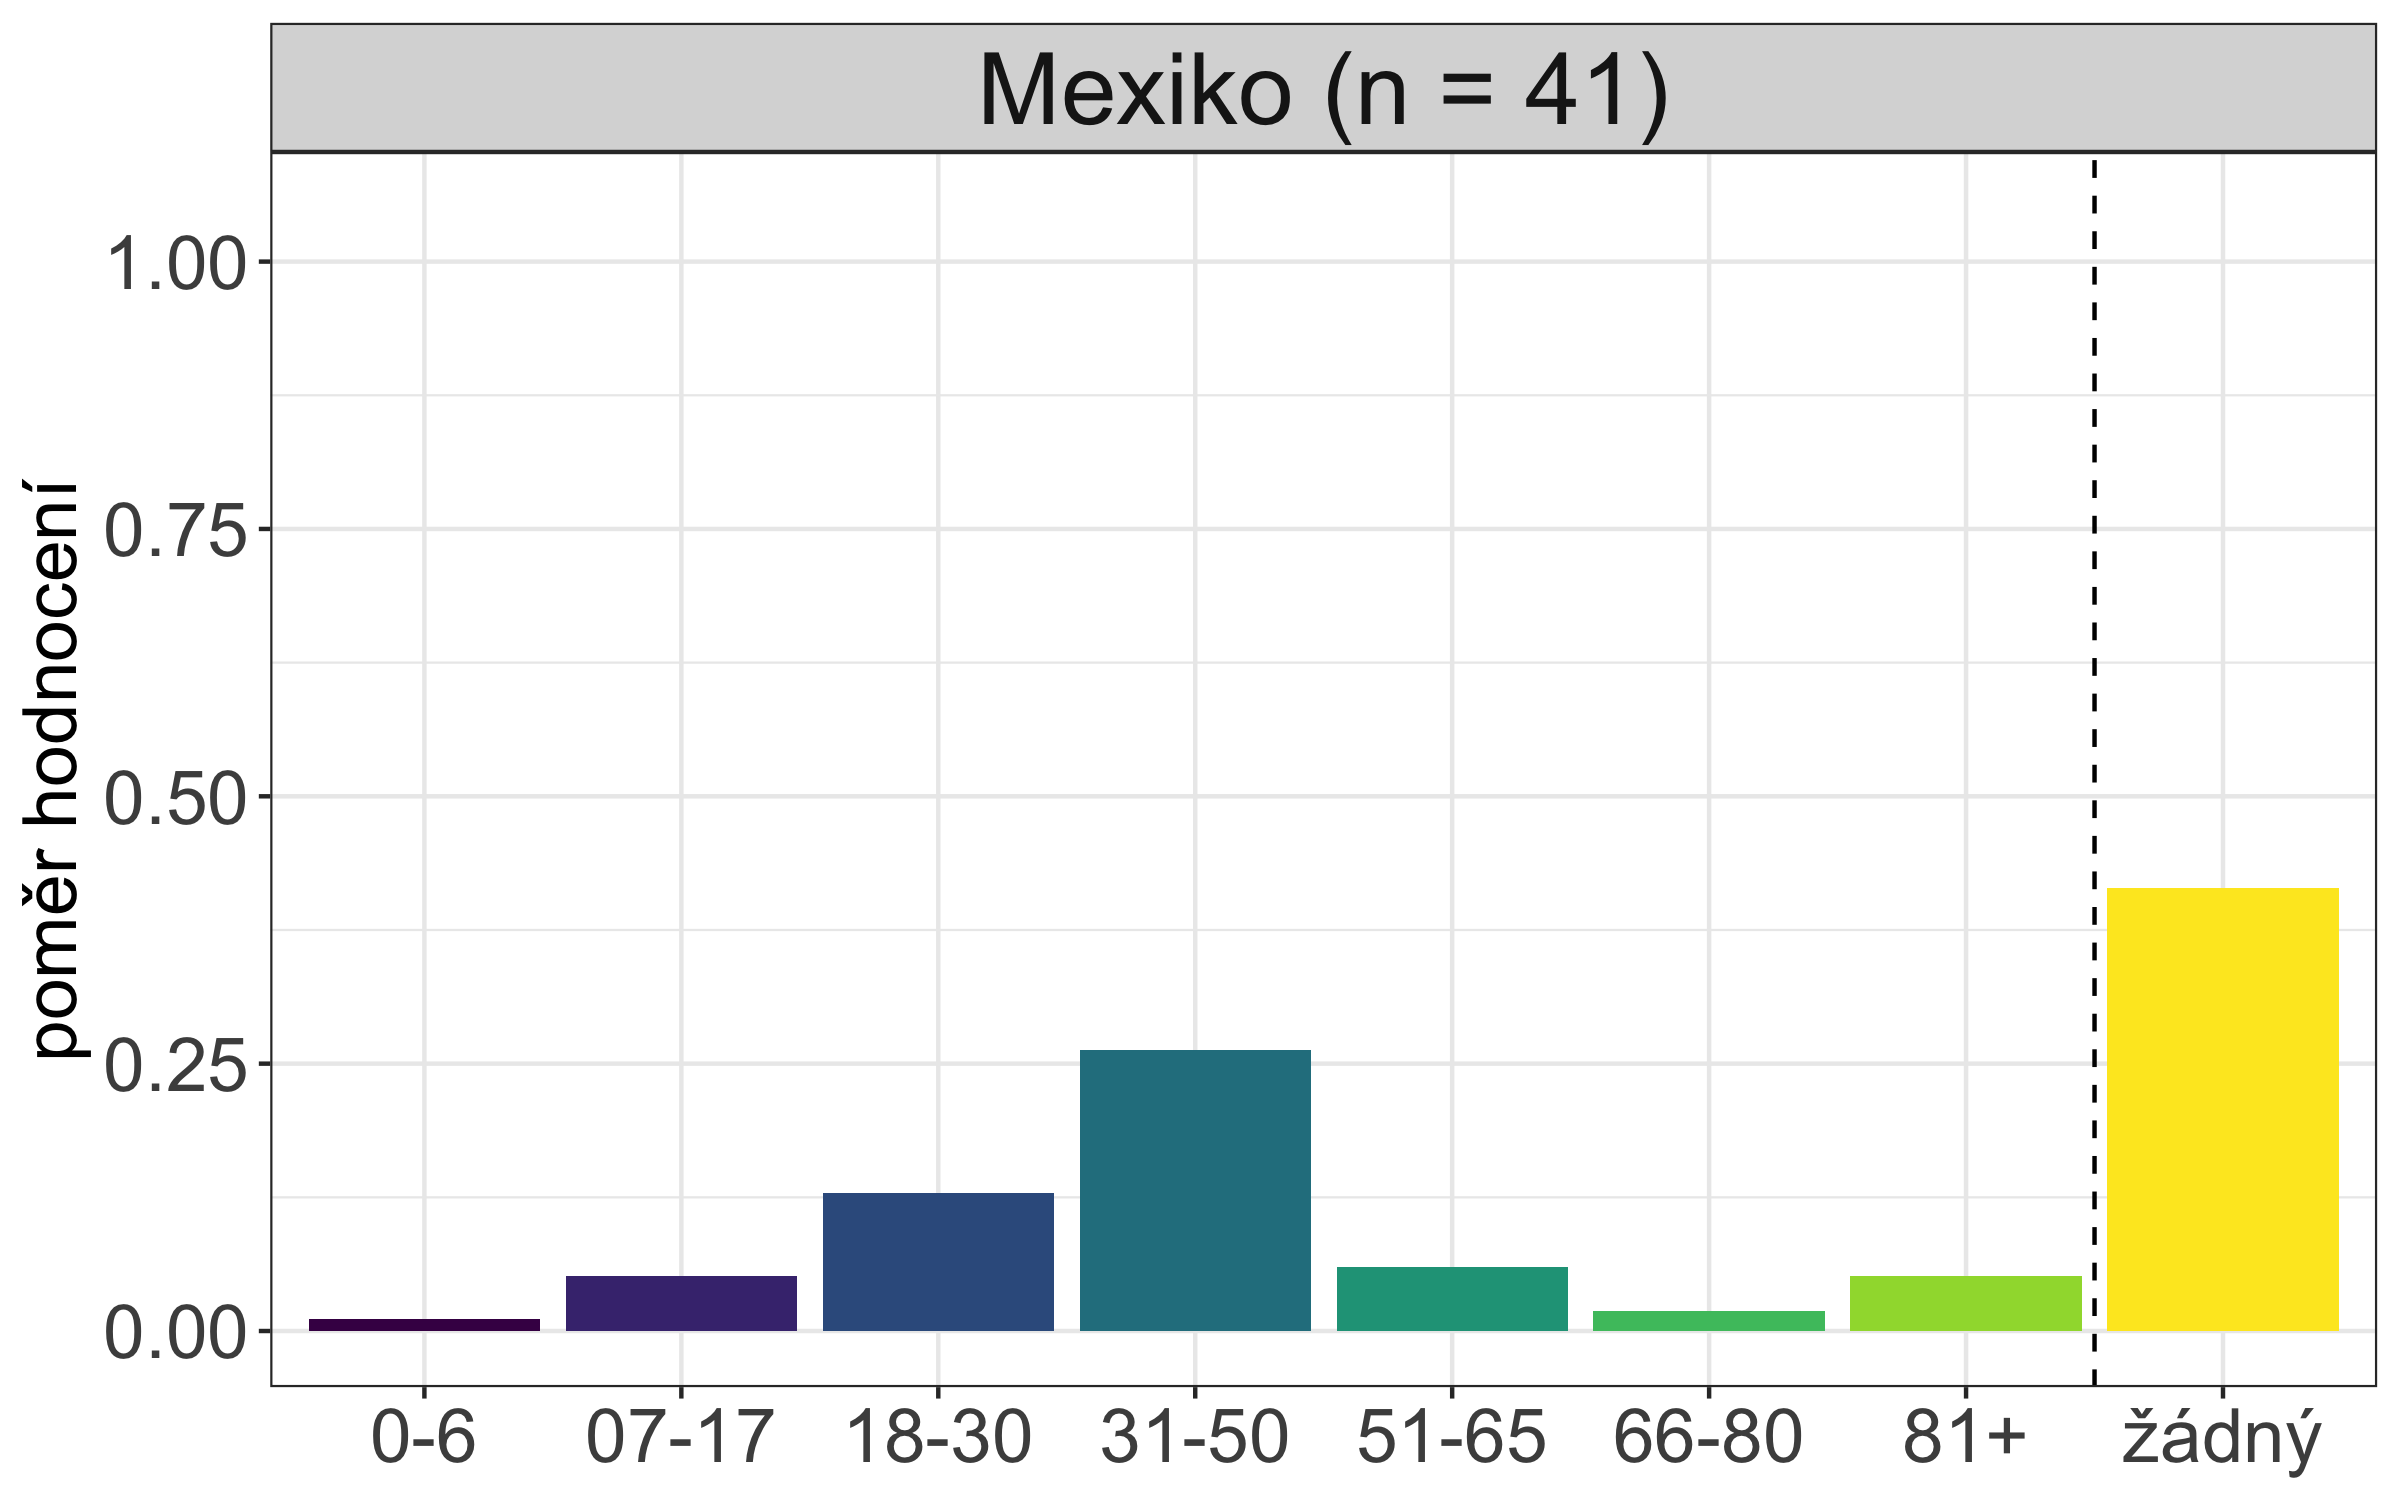 Mexiko (n = 41)
poměr hodnocení
1.00
0.75
0.50
0.25
0.00
0-6 07-17 18-30 31-50 51-65 66-80 81+ žádný